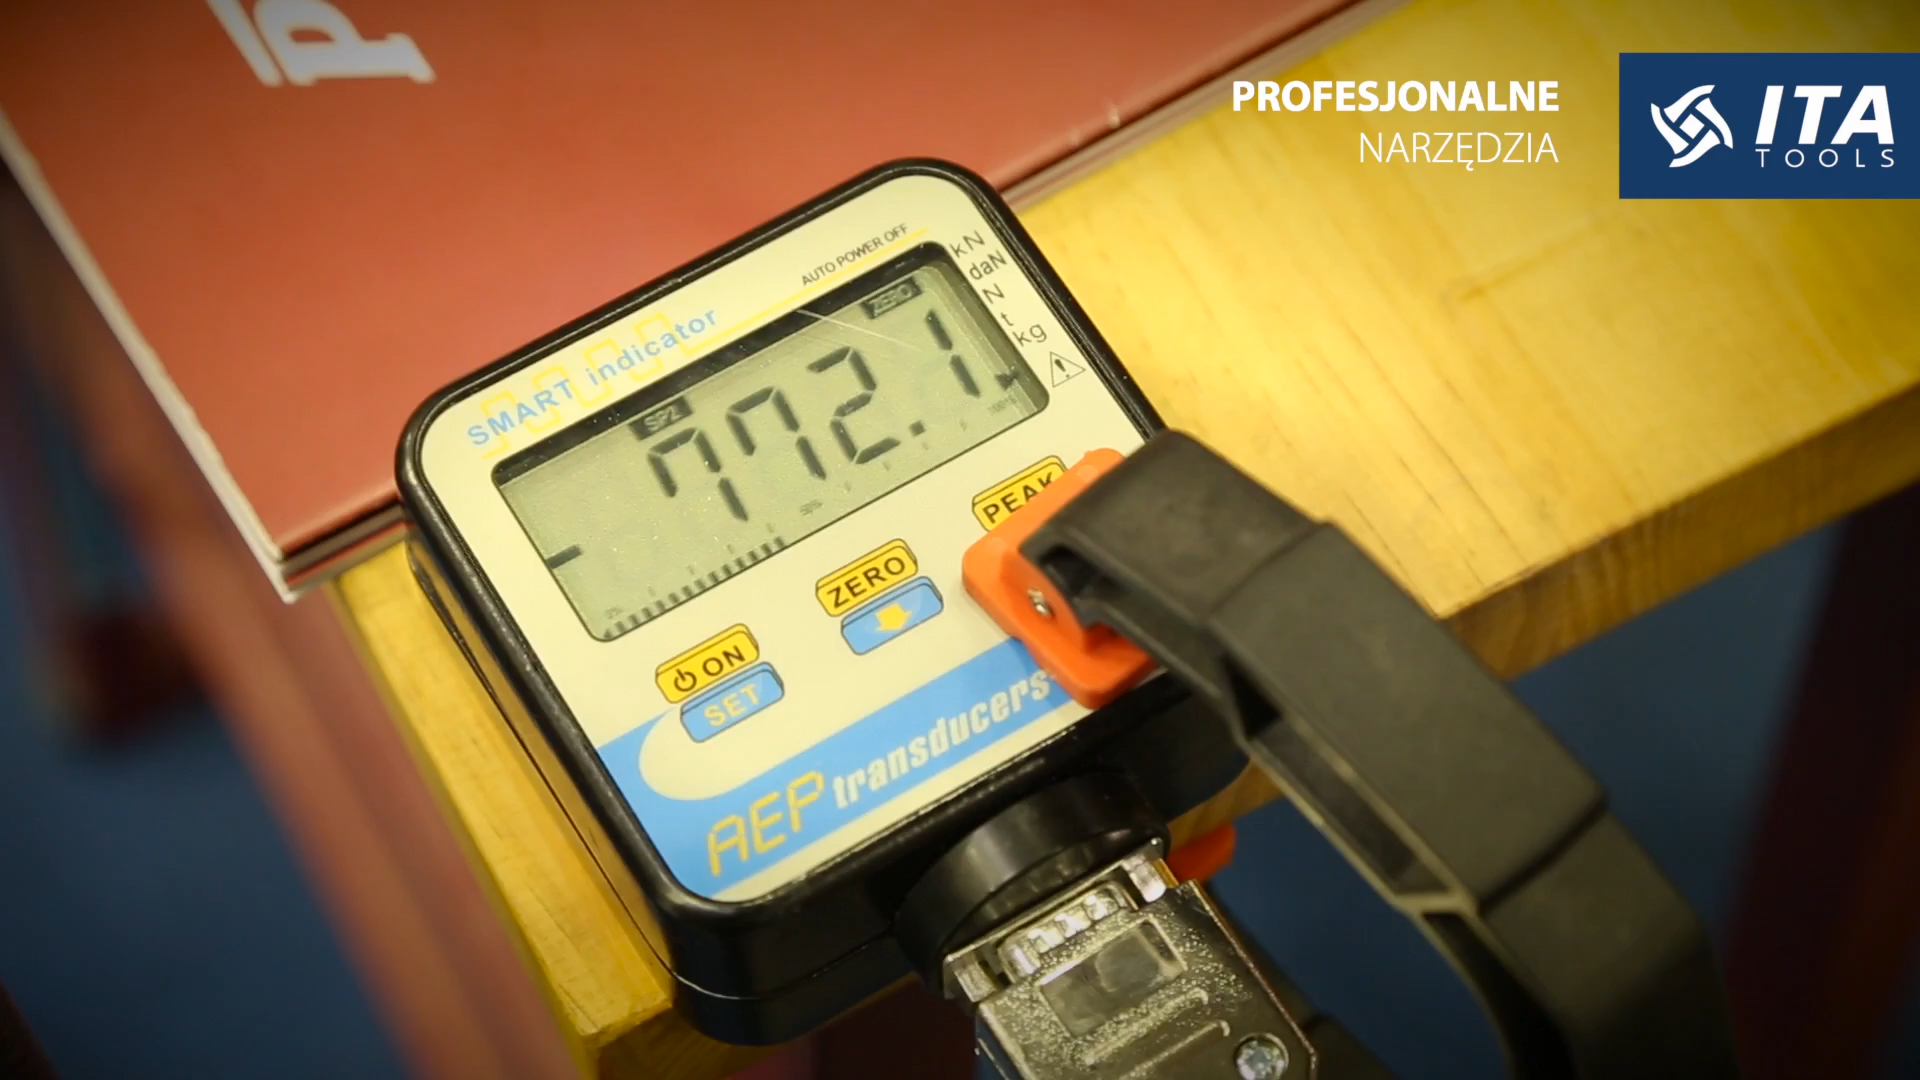 P
PROFESJONALNE
NARZĘDZIA
ITA
TOOLS
AUTO POWER OFF
SMART indicator
kN
daN
N
t
kg
ZERO
SP2
772.1
PEAK
ZERO
ON
SET
AEP transducers